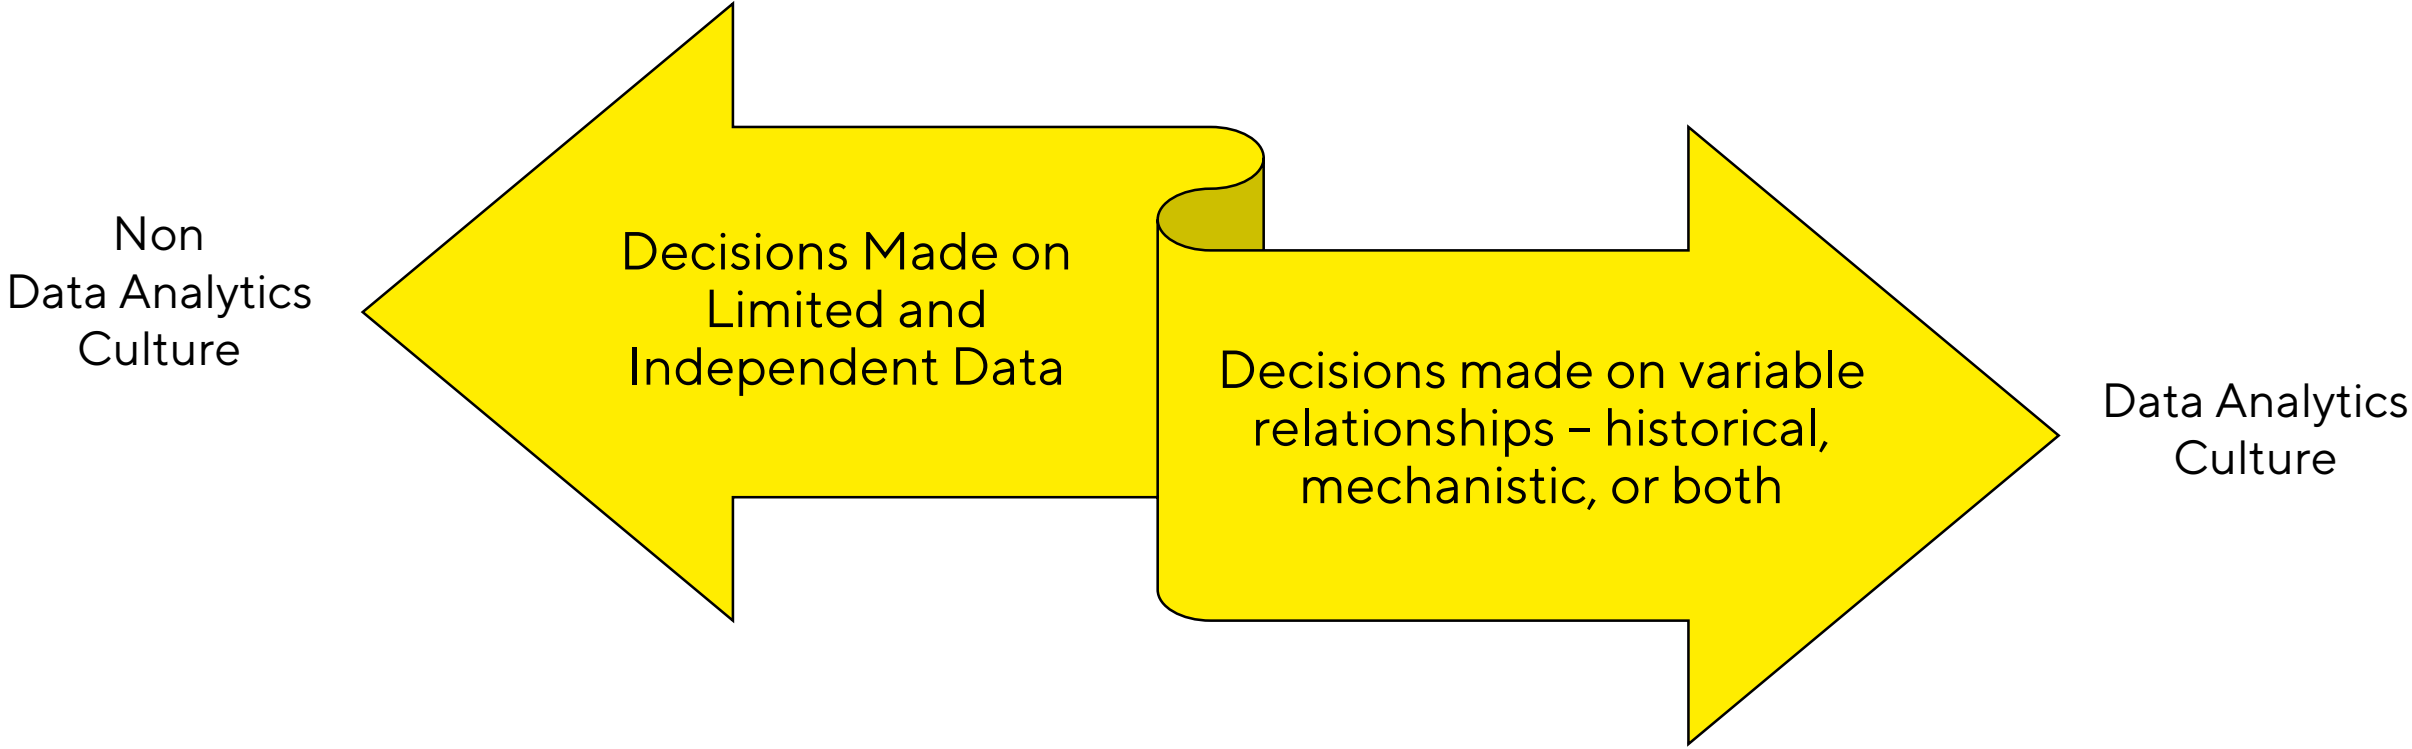 Non
Data Analytics
Culture
Decisions Made on
Limited and
Independent Data
Decisions made on variable
relationships – historical,
mechanistic, or both
Data Analytics
Culture